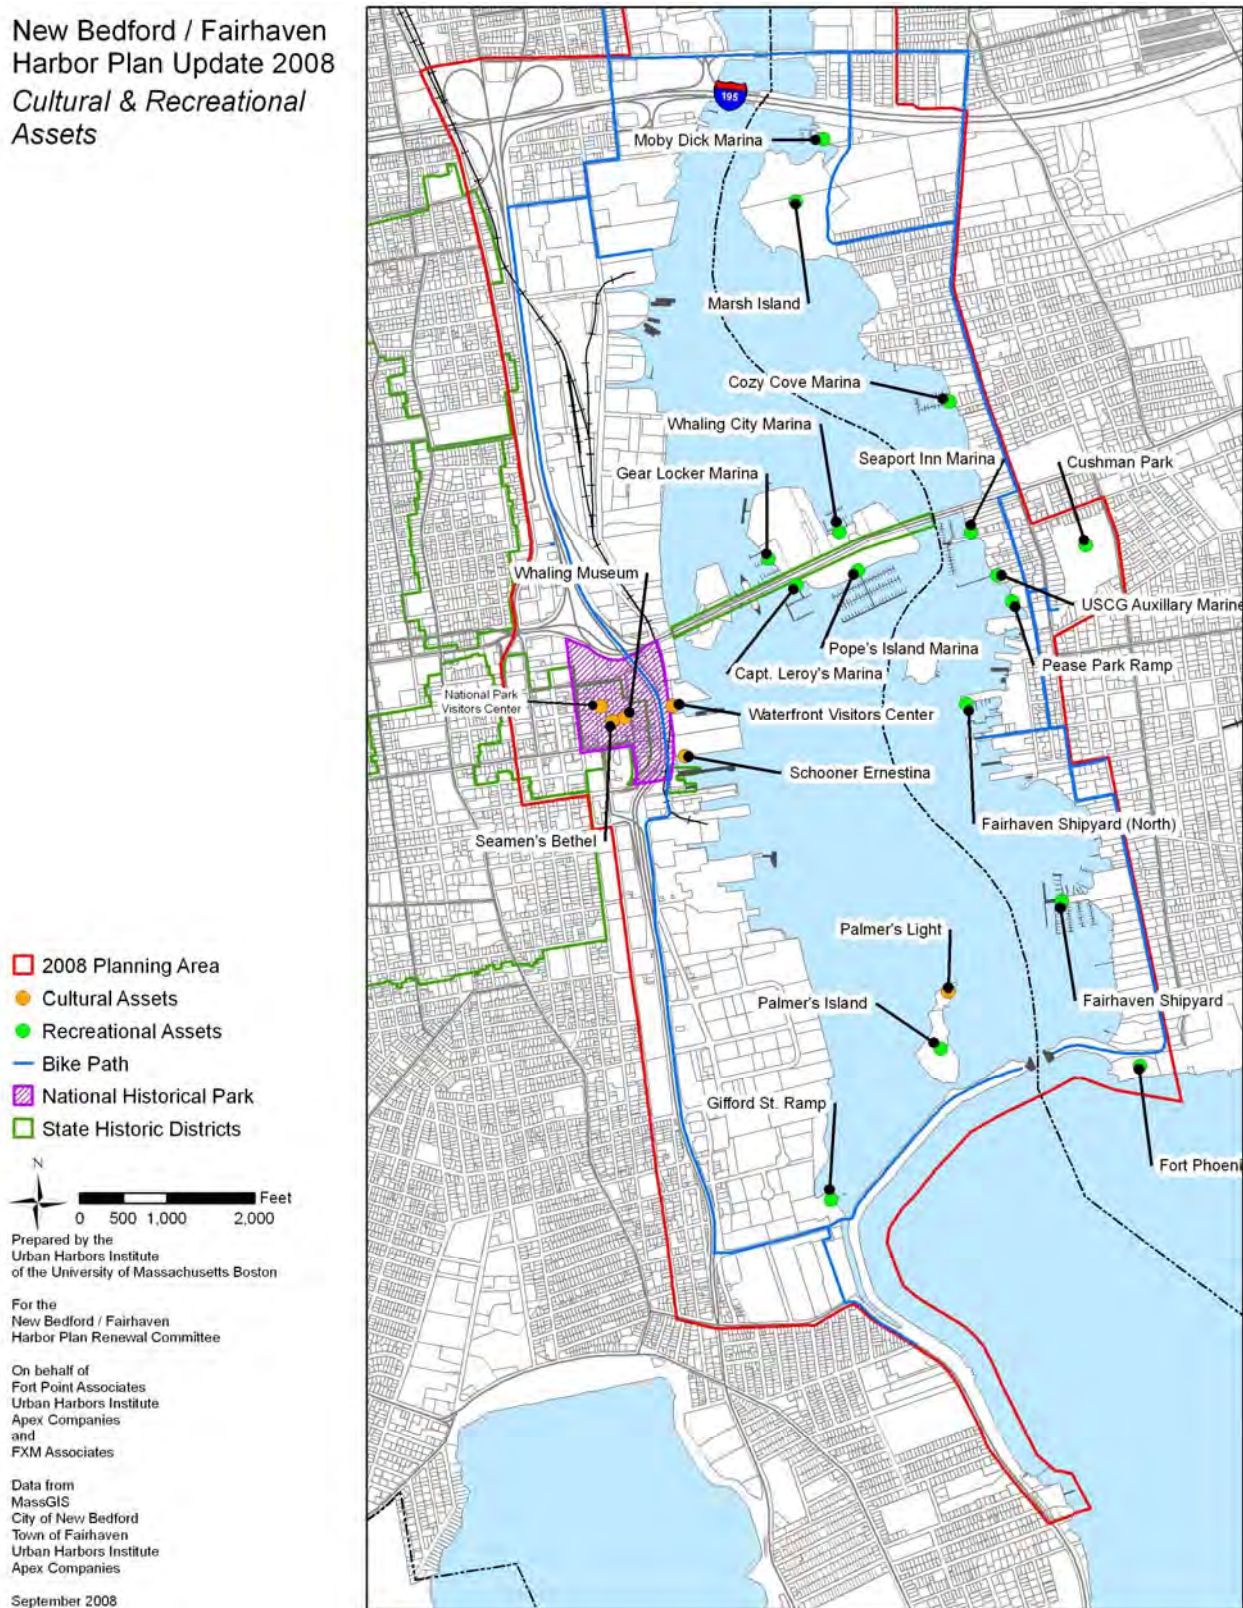 New Bedford / Fairhaven
Harbor Plan Update 2008
Cultural & Recreational
Assets
195
Moby Dick Marina
Marsh Island
Cozy Cove Marina
Whaling City Marina
Seaport Inn Marina
Cushman Park
Gear Locker Marina
Whaling Museum
USCG Auxillary Marine
Pope's Island Marina
Pease Park Ramp
Capt. Leroy's Marina
National Park
Visitors Center
Waterfront Visitors Center
Schooner Ernestina
Fairhaven Shipyard (North)
Seamen's Bethel
Palmer's Light
Palmer's Island
Fairhaven Shipyard
Gifford St. Ramp
Fort Phoeni
2008 Planning Area
Cultural Assets
Recreational Assets
Bike Path
National Historical Park
State Historic Districts
N
Feet
0 500 1,000 2,000
Prepared by the
Urban Harbors Institute
of the University of Massachusetts Boston
For the
New Bedford / Fairhaven
Harbor Plan Renewal Committee
On behalf of
Fort Point Associates
Urban Harbors Institute
Apex Companies
and
FXM Associates
Data from
MassGIS
City of New Bedford
Town of Fairhaven
Urban Harbors Institute
Apex Companies
September 2008